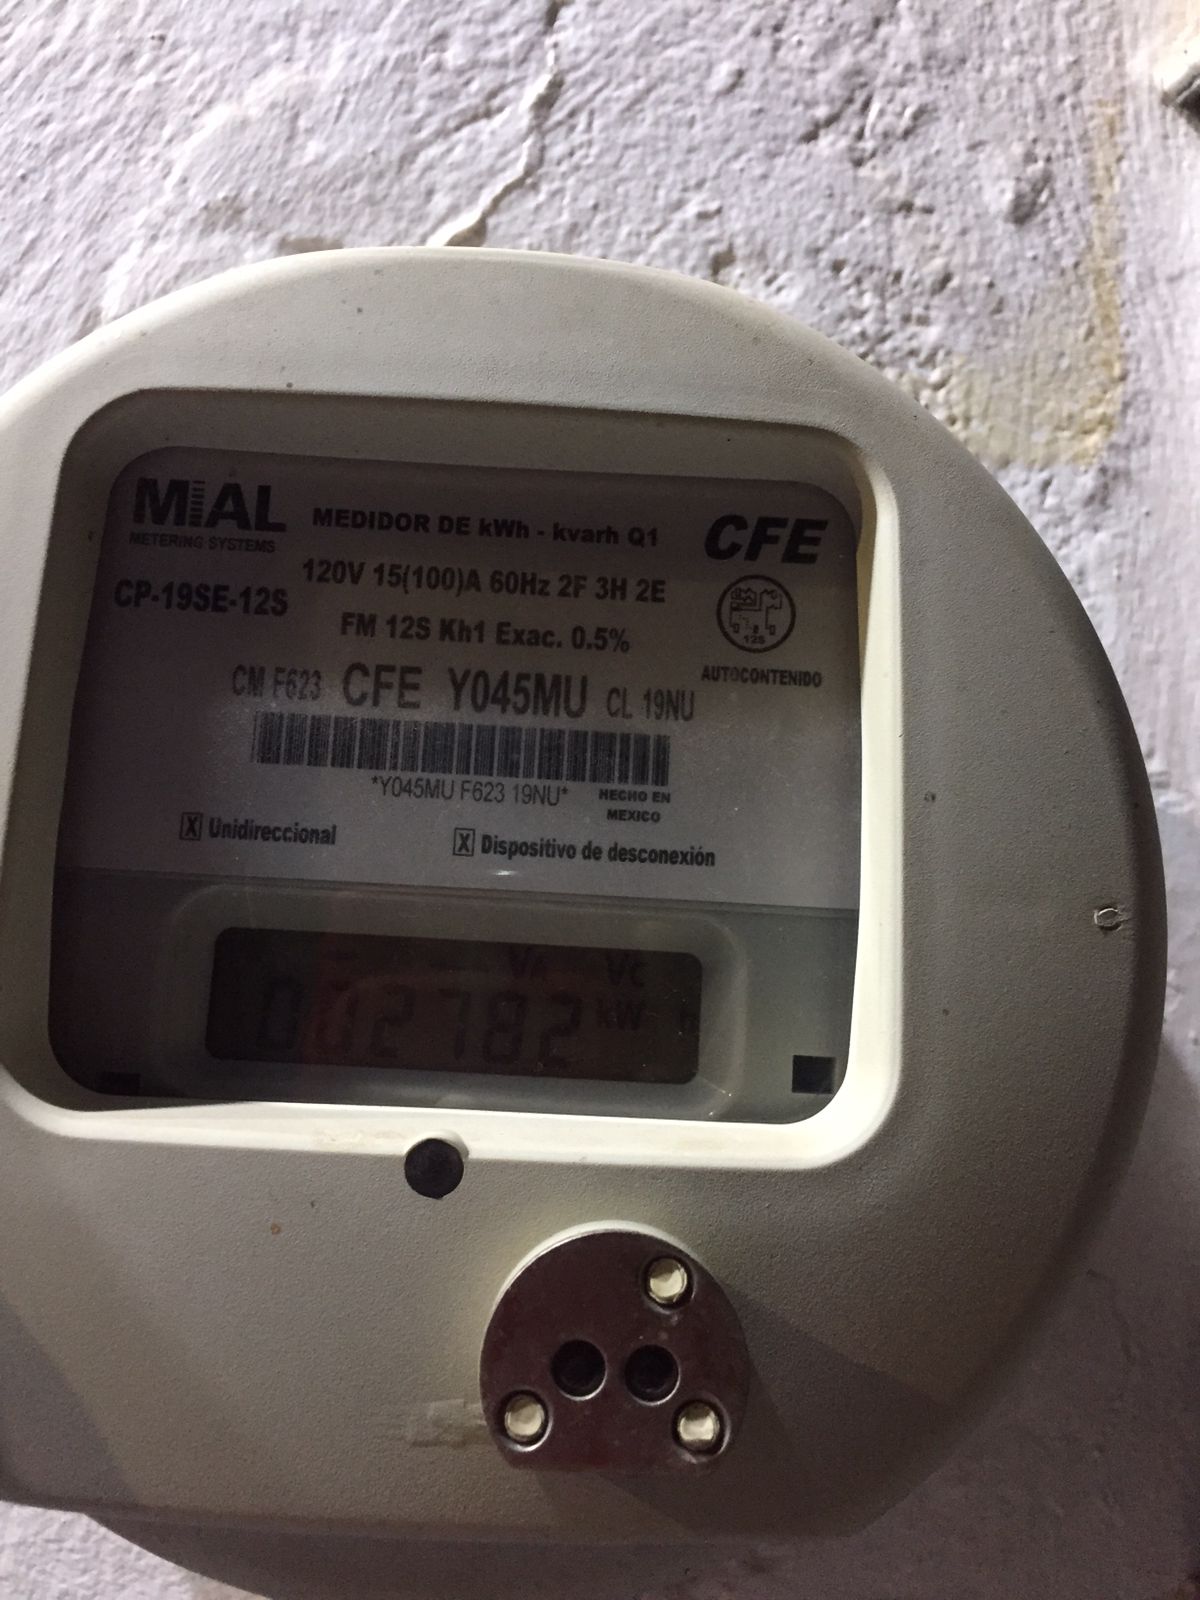 MIAL
METERING SYSTEMS
MEDIDOR DE kWh - kvarh Q1
CFE
120V 15(100)A 60Hz 2F 3H 2E
CP-19SE-12S
FM 12S Kh1 Exac. 0.5%
12S
AUTOCONTENIDO
CM F623 CFE Y045MU CL 19NU
*Y045MU F623 19NU*
HECHO EN
MEXICO
X Unidireccional
X Dispositivo de desconexión
Vc
002782 kW h